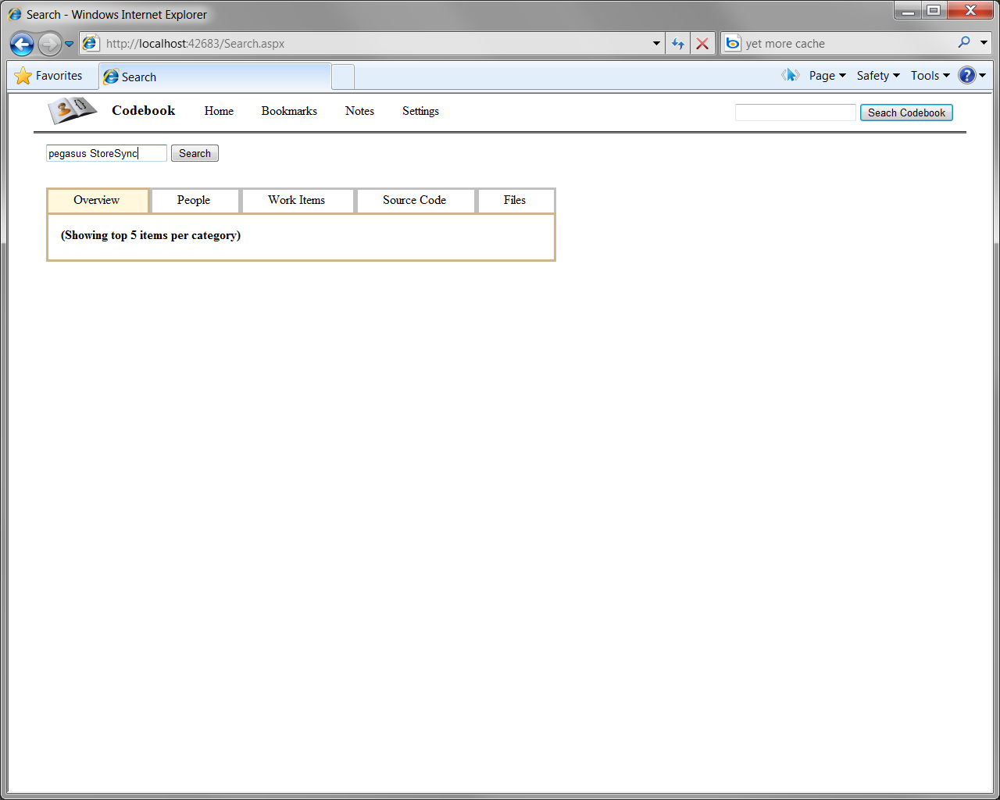 Search - Windows Internet Explorer
http://localhost:42683/Search.aspx
yet more cache
Favorites
Search
Page
Safety
Tools
?
Codebook
Home
Bookmarks
Notes
Settings
Seach Codebook
pegasus StoreSync
Search
Overview
People
Work Items
Source Code
Files
(Showing top 5 items per category)